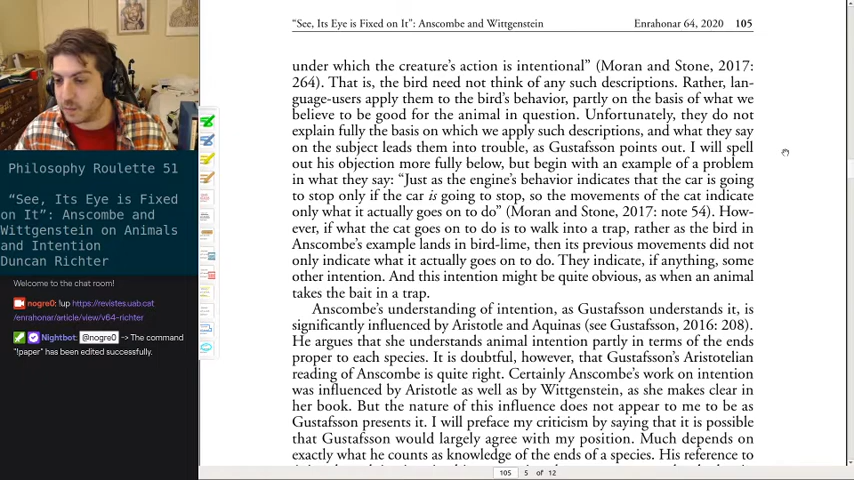 "See, Its Eye is Fixed on It": Anscombe and Wittgenstein
Enrahonar 64, 2020 105
under which the creature's action is intentional" (Moran and Stone, 2017:
264). That is, the bird need not think of any such descriptions. Rather, lan-
guage-users apply them to the bird's behavior, partly on the basis of what we
believe to be good for the animal in question. Unfortunately, they do not
explain fully the basis on which we apply such descriptions, and what they say
on the subject leads them into trouble, as Gustafsson points out. I will spell
out his objection more fully below, but begin with an example of a problem
in what they say: "Just as the engine's behavior indicates that the car is going
to stop only if the car is going to stop, so the movements of the cat indicate
only what it actually goes on to do" (Moran and Stone, 2017: note 54). How-
ever, if what the cat goes on to do is to walk into a trap, rather as the bird in
Anscombe's example lands in bird-lime, then its previous movements did not
only indicate what it actually goes on to do. They indicate, if anything, some
other intention. And this intention might be quite obvious, as when an animal
takes the bait in a trap.
Anscombe's understanding of intention, as Gustafsson understands it, is
significantly influenced by Aristotle and Aquinas (see Gustafsson, 2016: 208).
He argues that she understands animal intention partly in terms of the ends
proper to each species. It is doubtful, however, that Gustafsson's Aristotelian
reading of Anscombe is quite right. Certainly Anscombe's work on intention
was influenced by Aristotle as well as by Wittgenstein, as she makes clear in
her book. But the nature of this influence does not appear to me to be as
Gustafsson presents it. I will preface my criticism by saying that it is possible
that Gustafsson would largely agree with my position. Much depends on
exactly what he counts as knowledge of the ends of a species. His reference to
105 5 of 12
Philosophy Roulette 51
"See, Its Eye is Fixed
on It": Anscombe and
Wittgenstein on Animals
and Intention
Duncan Richter
Welcome to the chat room!
nogre0: !up https://revistes.uab.cat
/enrahonar/article/view/v64-richter
Nightbot: @nogre0 -> The command
"!paper" has been edited successfully.